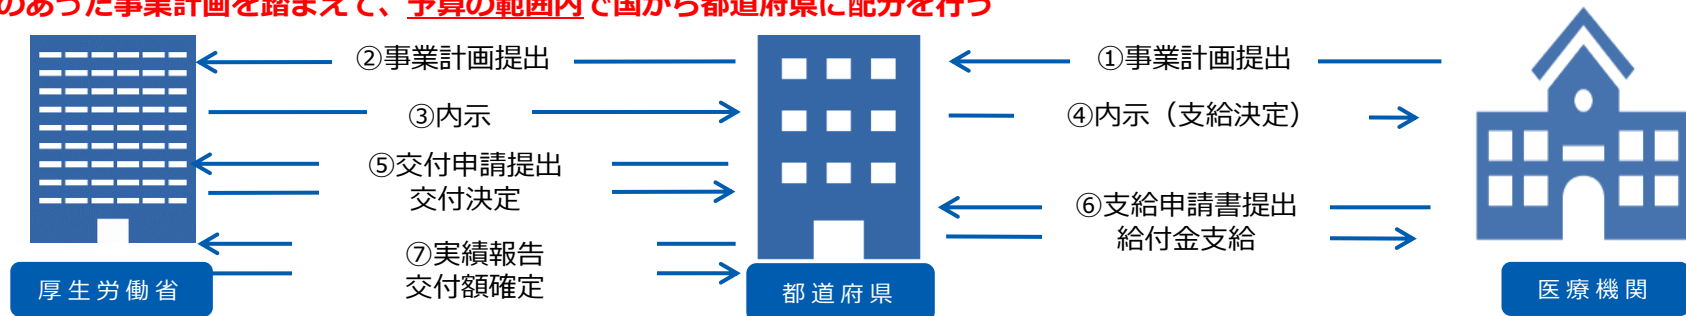 のあった事業計画を踏まえて、予算の範囲内で国から都道府県に配分を行う
②事業計画提出
①事業計画提出
③内示
④内示（支給決定）
⑤交付申請提出
交付決定
⑥支給申請書提出
給付金支給
⑦実績報告
交付額確定
厚生労働省
都道府県
医療機関